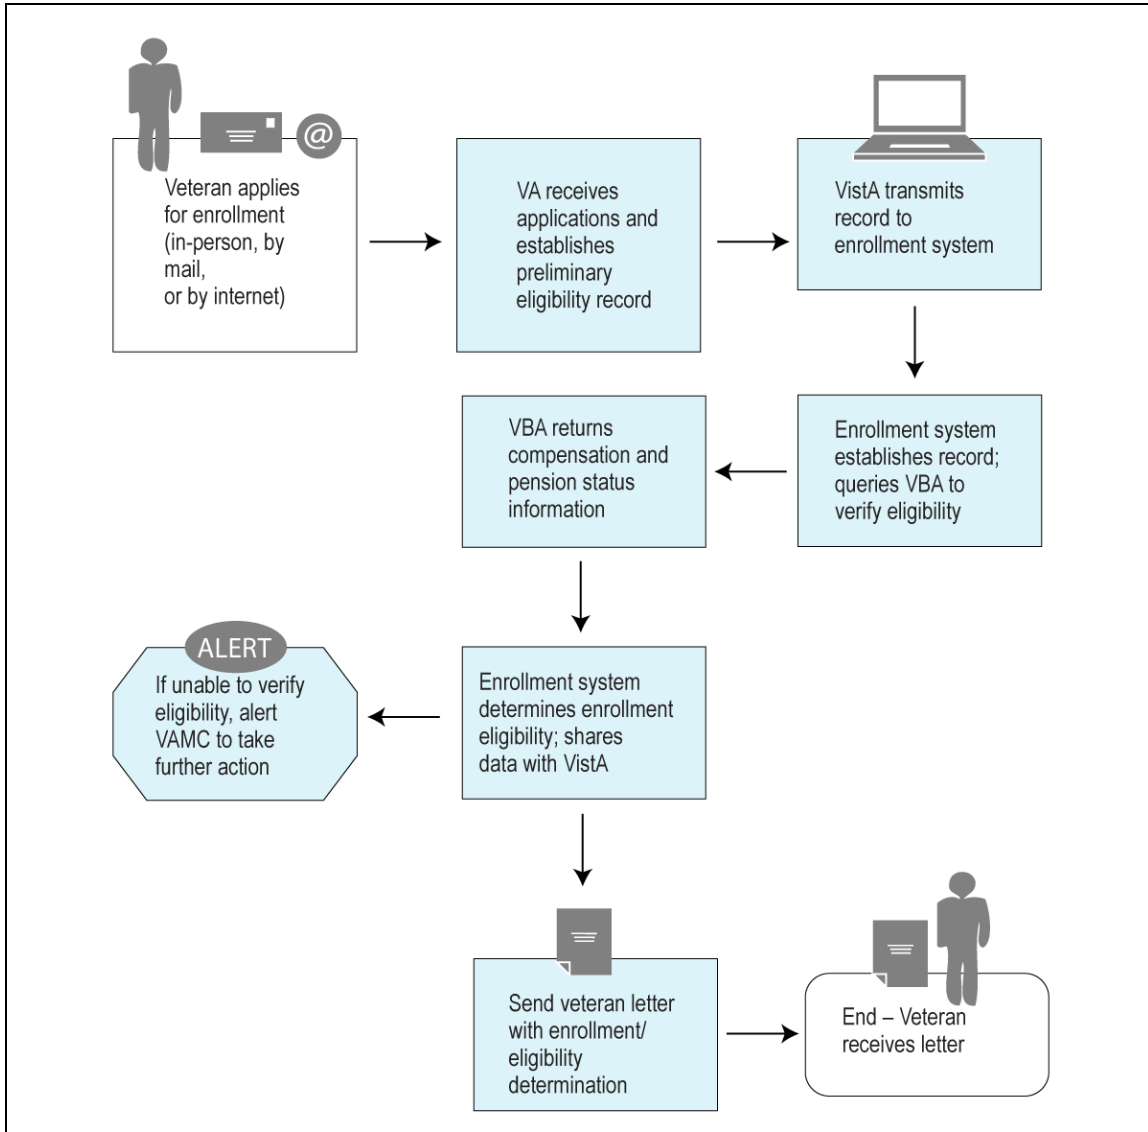 @
Veteran applies
for enrollment
(in-person, by
mail,
or by internet)
VA receives
applications and
establishes
preliminary
eligibility record
VistA transmits
record to
enrollment system
Enrollment system
establishes record;
queries VBA to
verify eligibility
VBA returns
compensation and
pension status
information
Enrollment system
determines enrollment
eligibility; shares
data with VistA
ALERT
If unable to verify
eligibility, alert
VAMC to take
further action
Send veteran letter
with enrollment/
eligibility
determination
End – Veteran
receives letter